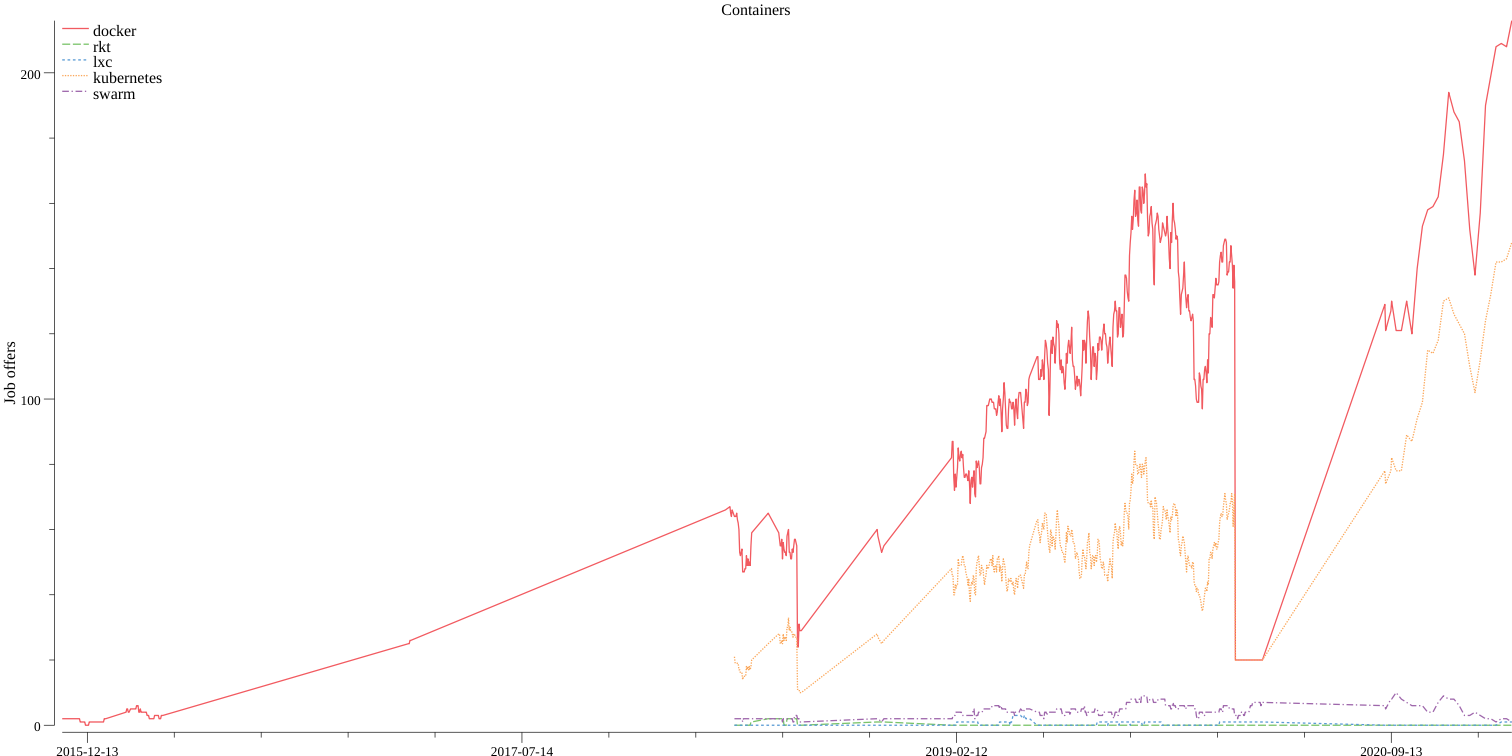 Containers
docker
rkt
lxc
kubernetes
swarm
200
100
0
Job offers
2015-12-13
2017-07-14
2019-02-12
2020-09-13